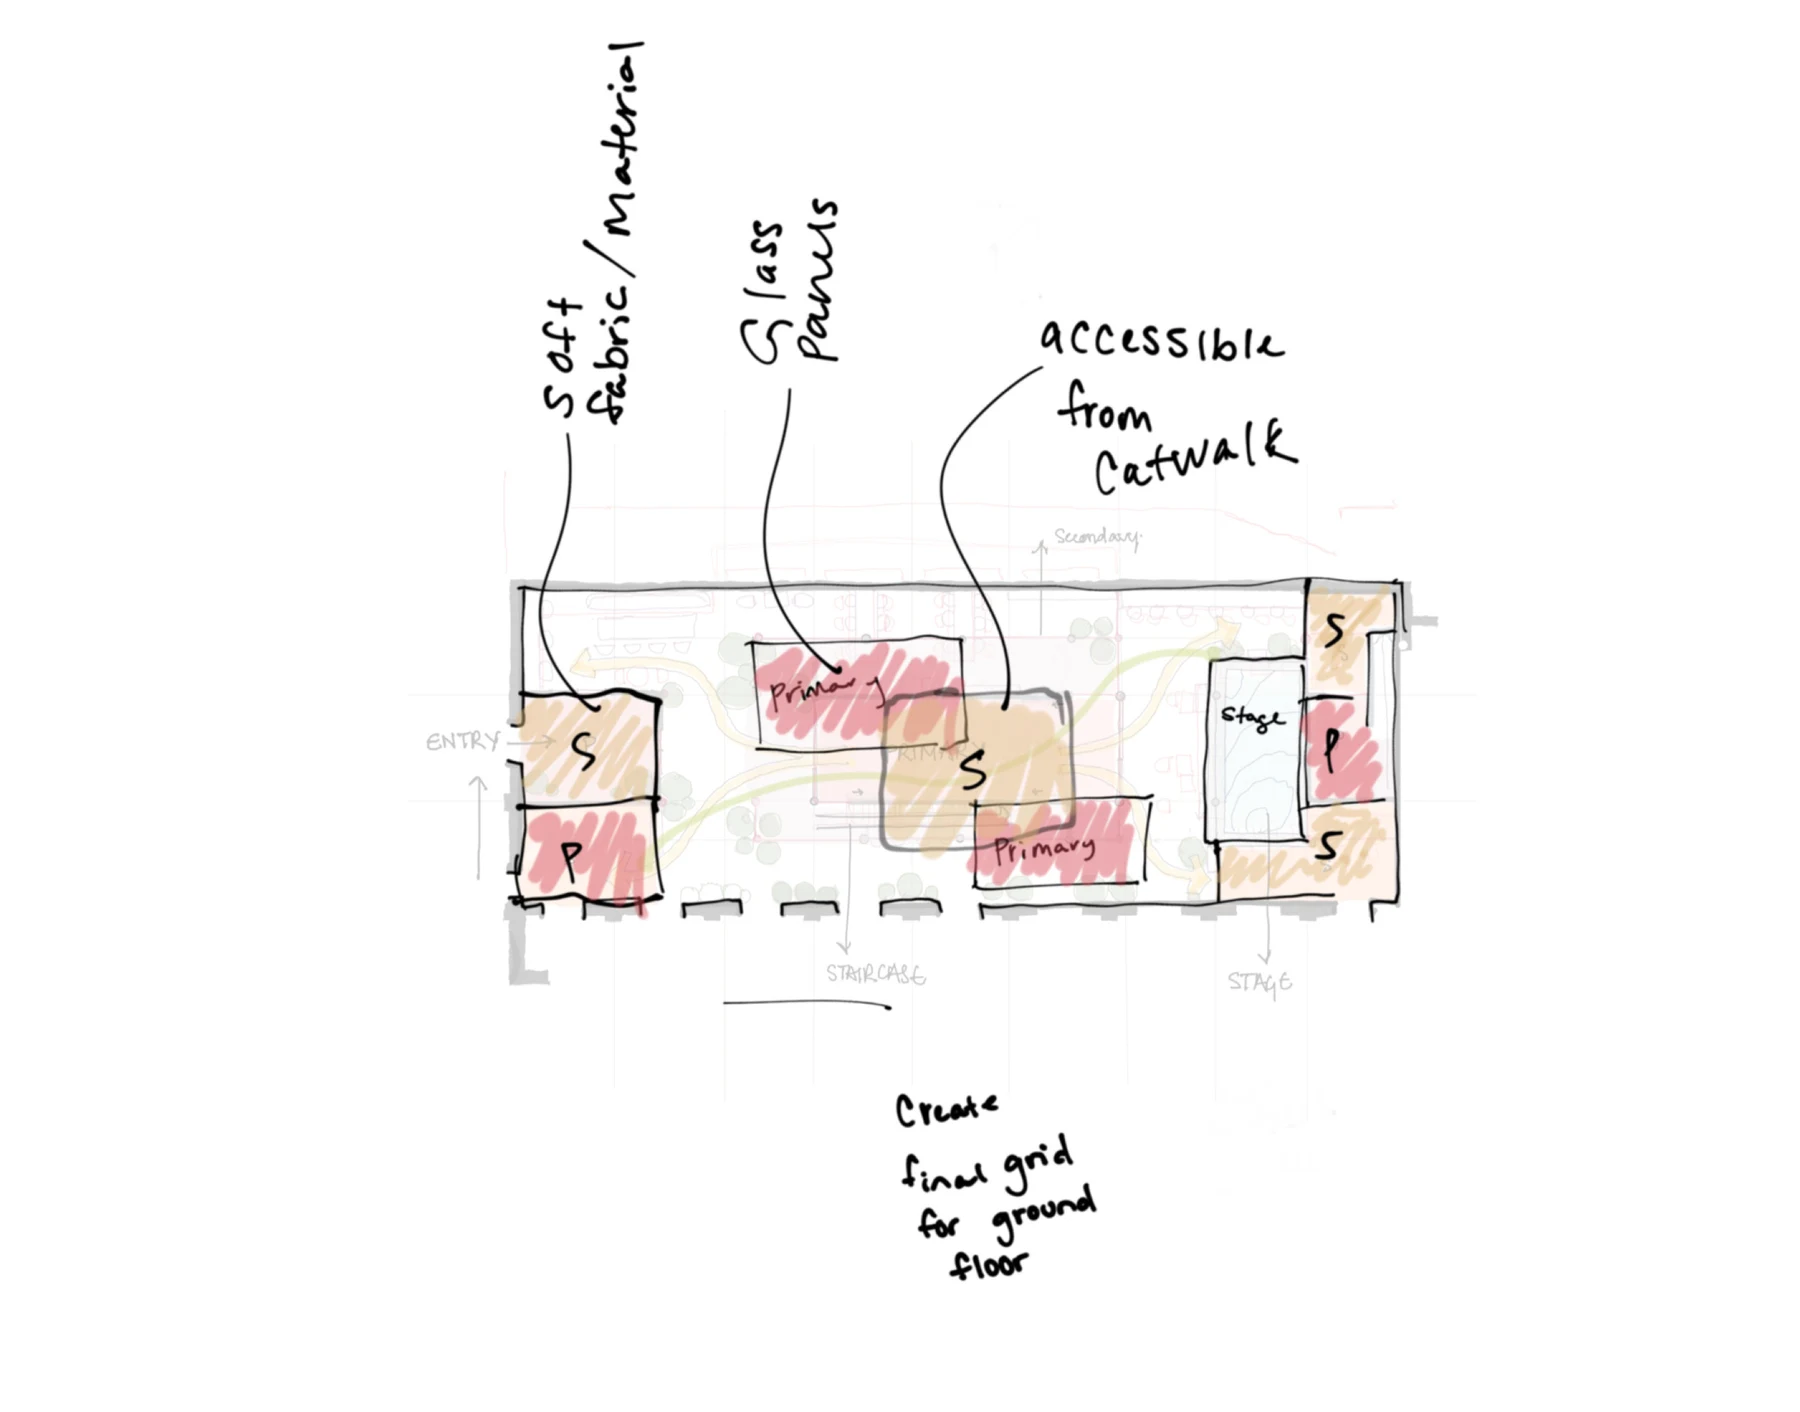 Soft
fabric/Material
Glass
Panels
accessible
from
Catwalk
Secondary.
S
Primary
Stage
ENTRY
S
PRIMARY
S
P
P
Primary
S
STAIRCASE
STAGE
Create
final grid
for ground
floor